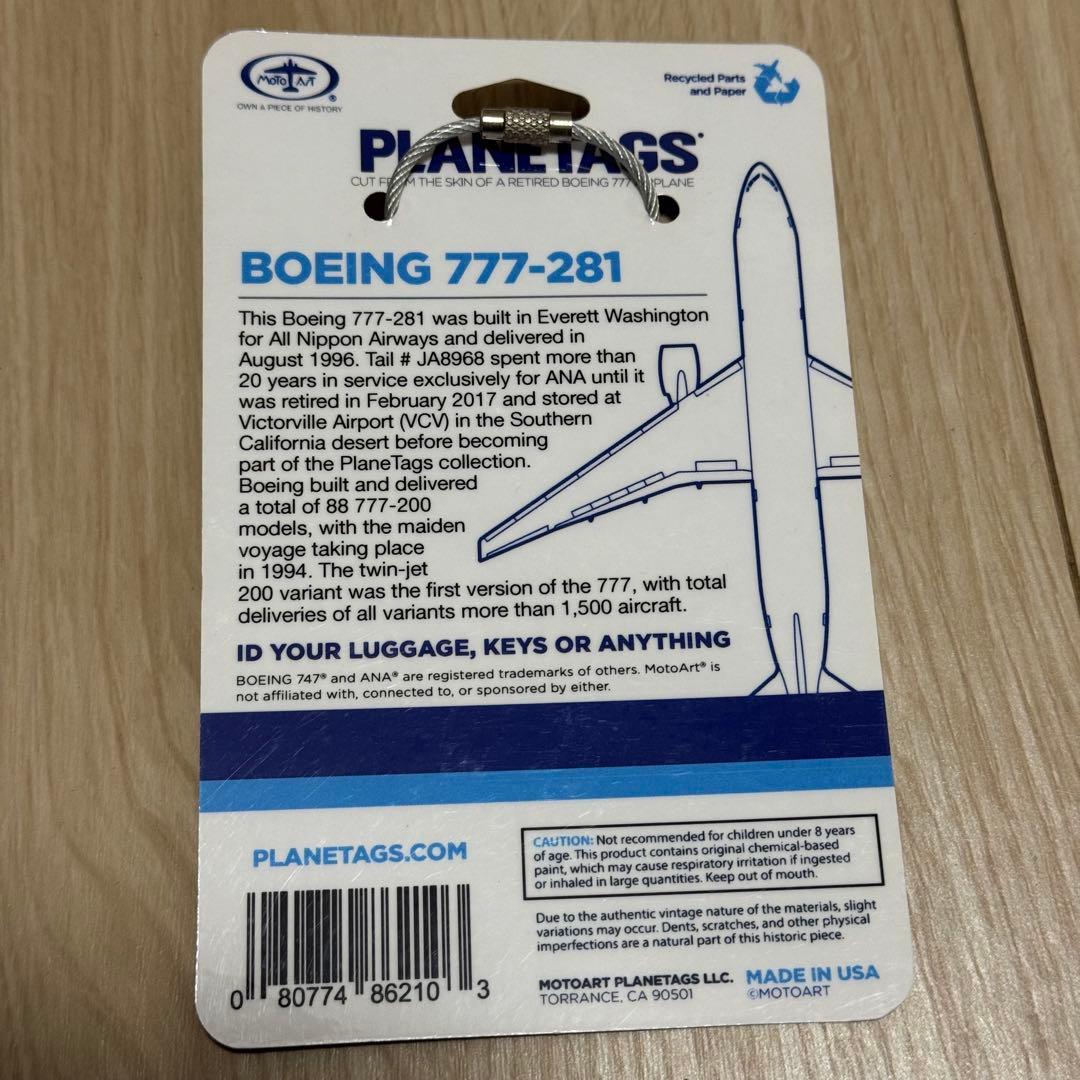 MOTO ART
®
OWN A PIECE OF HISTORY
Recycled Parts
and Paper
PLANETAGS
CUT FROM THE SKIN OF A RETIRED BOEING 777 AIRPLANE
BOEING 777-281
This Boeing 777-281 was built in Everett Washington
for All Nippon Airways and delivered in
August 1996. Tail # JA8968 spent more than
20 years in service exclusively for ANA until it
was retired in February 2017 and stored at
Victorville Airport (VCV) in the Southern
California desert before becoming
part of the PlaneTags collection.
Boeing built and delivered
a total of 88 777-200
models, with the maiden
voyage taking place
in 1994. The twin-jet
200 variant was the first version of the 777, with total
deliveries of all variants more than 1,500 aircraft.
ID YOUR LUGGAGE, KEYS OR ANYTHING
BOEING 747® and ANA® are registered trademarks of others. MotoArt® is
not affiliated with, connected to, or sponsored by either.
PLANETAGS.COM
0 80774 86210 3
CAUTION: Not recommended for children under 8 years
of age. This product contains original chemical-based
paint, which may cause respiratory irritation if ingested
or inhaled in large quantities. Keep out of mouth.
Due to the authentic vintage nature of the materials, slight
variations may occur. Dents, scratches, and other physical
imperfections are a natural part of this historic piece.
MOTOART PLANETAGS LLC.
TORRANCE, CA 90501
MADE IN USA
©MOTOART